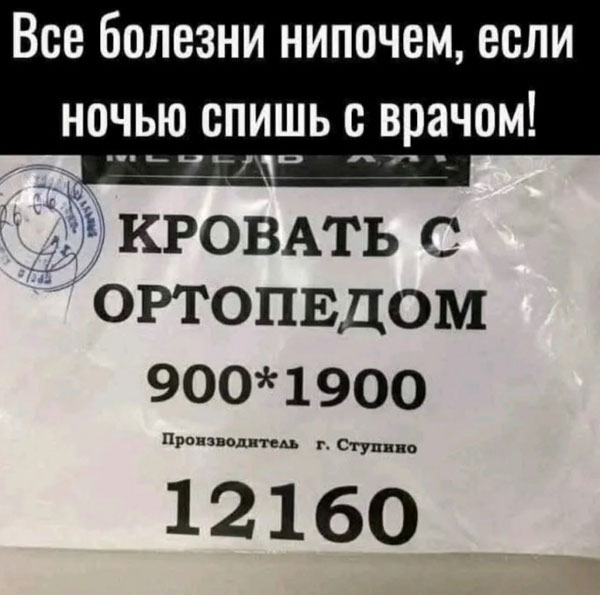 Все болезни нипочем, если
ночью спишь с врачом!
КРОВАТЬ С
ОРТОПЕДОМ
900*1900
Производитель г. Ступино
12160